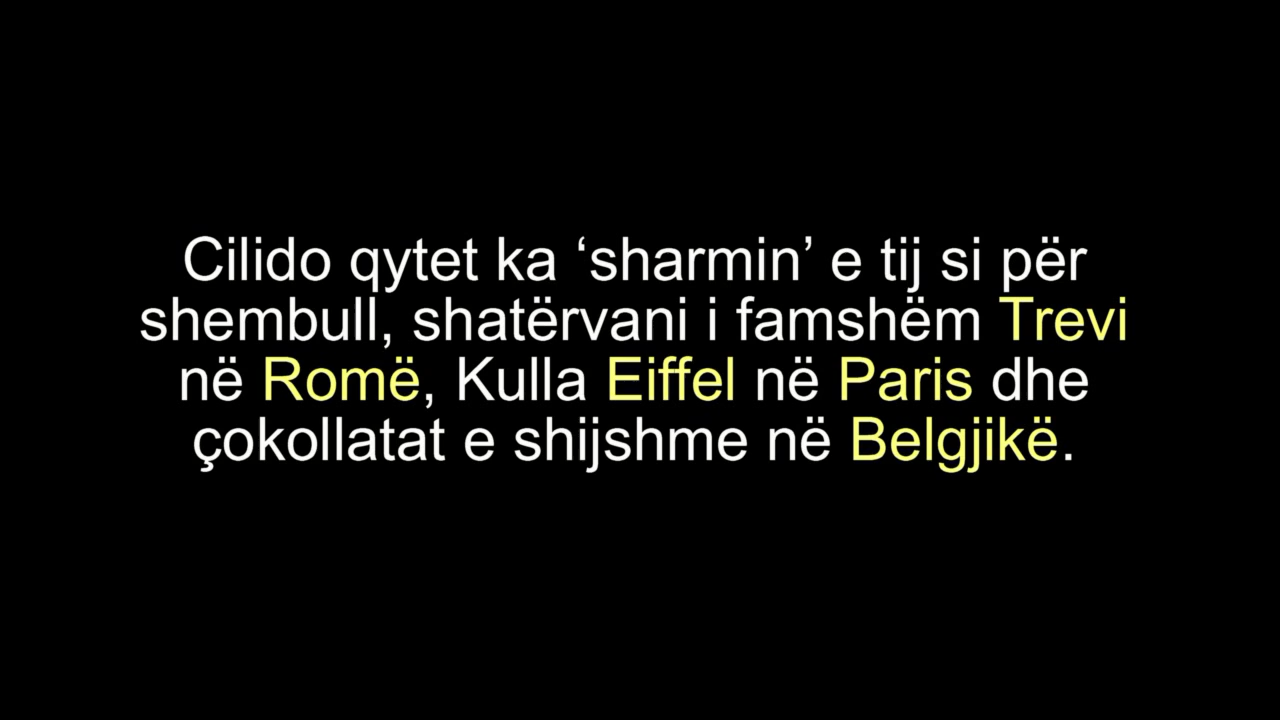 Cilido qytet ka ‘sharmin’ e tij si për
shembull, shatërvani i famshëm Trevi
në Romë, Kulla Eiffel në Paris dhe
çokollatat e shijshme në Belgjikë.